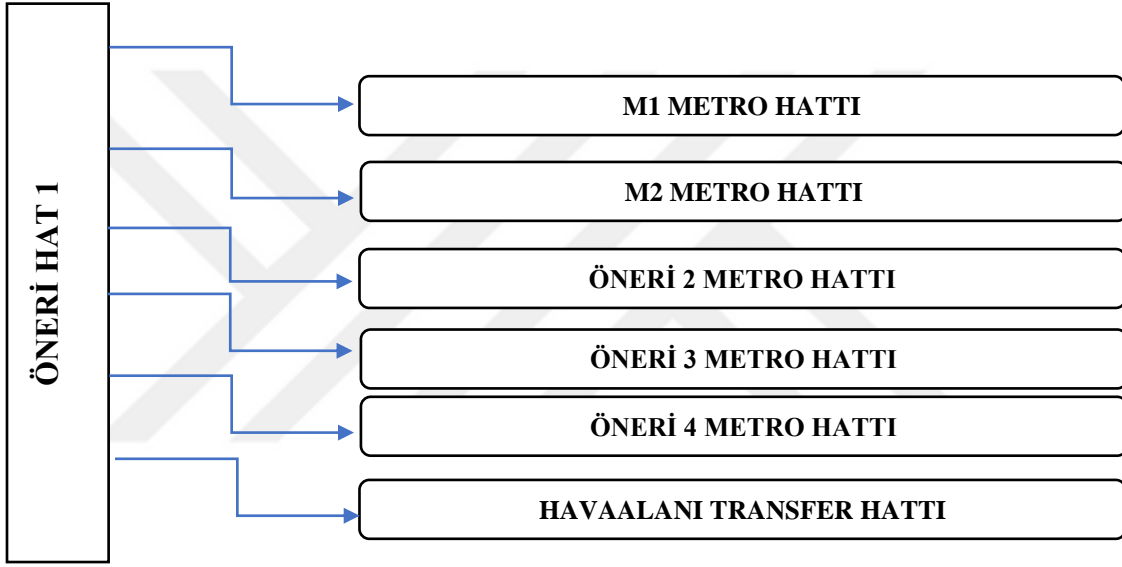 ÖNERİ HAT 1
M1 METRO HATTI
M2 METRO HATTI
ÖNERİ 2 METRO HATTI
ÖNERİ 3 METRO HATTI
ÖNERİ 4 METRO HATTI
HAVAALANI TRANSFER HATTI